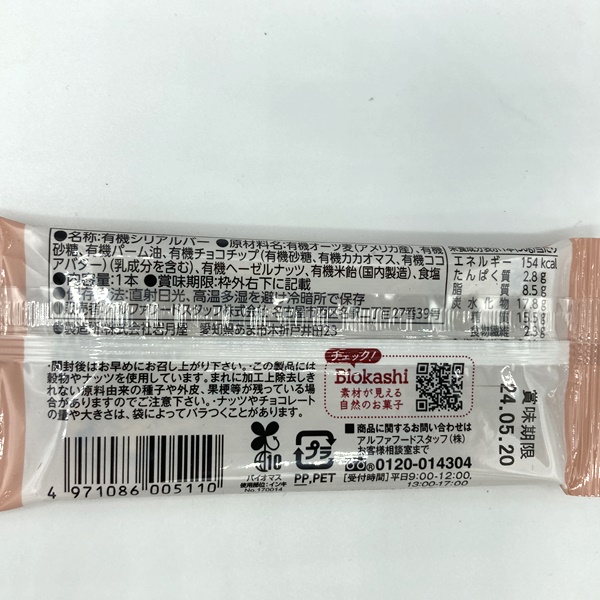 ●名称:有機シリアルバー ●原材料名:有機オーツ麦(アメリカ産)、有機
砂糖、有機パーム油、有機チョコチップ(有機砂糖、有機カカオマス、有機ココ
アバター)(乳成分を含む)、有機ヘーゼルナッツ、有機米飴(国内製造)、食塩
●内容量:1本 ●賞味期限:枠外右下に記載
●保存方法:直射日光、高温多湿を避け冷暗所で保存
エネルギー 154 kcal
たんぱく質 2.8 g
脂質 8.5 g
炭水化物 17.8 g
開封後はお早めにお召し上がり下さい。・この製品には
穀物やナッツを使用しています。まれに加工上除去しき
れない原料由来の種子や外皮、果梗等が残っている場
合がありますのでご注意下さい。・ナッツやチョコレート
の量や大きさは、袋によってバラつくことがあります。
チェック!
Biokashi
素材が見える
自然のお菓子
■商品に関するお問い合わせは
アルファフードスタッフ(株)
お客様相談室まで
0120-014304
[受付時間]平日9:00-12:00,
13:00-17:00
賞味期限
24.05.20
4 971086 005110
バイオマス
使用部位:インキ
No.170014
プラ
PP,PET